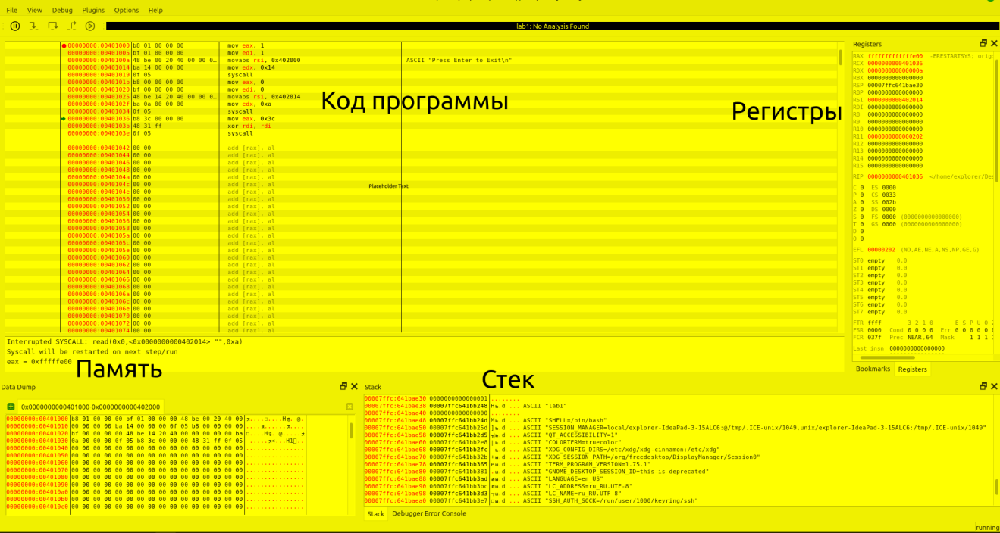 File View Debug Plugins Options Help
lab1: No Analysis Found
00000000:00401000 b8 01 00 00 00 mov eax, 1
00000000:00401005 bf 01 00 00 00 mov edi, 1
00000000:0040100a 48 be 00 20 40 00 00 0… movabs rsi, 0x402000 ASCII "Press Enter to Exit\n"
00000000:00401014 ba 14 00 00 00 mov edx, 0x14
00000000:00401019 0f 05 syscall
00000000:0040101b b8 00 00 00 00 mov eax, 0
00000000:00401020 bf 00 00 00 00 mov edi, 0
00000000:00401025 48 be 14 20 40 00 00 0… movabs rsi, 0x402014
00000000:0040102f ba 0a 00 00 00 mov edx, 0xa
00000000:00401034 0f 05 syscall
00000000:00401036 b8 3c 00 00 00 mov eax, 0x3c
00000000:0040103b 48 31 ff xor rdi, rdi
00000000:0040103e 0f 05 syscall
Код программы
00000000:00401042 00 00 add [rax], al
00000000:00401044 00 00 add [rax], al
00000000:00401046 00 00 add [rax], al
00000000:00401048 00 00 add [rax], al
00000000:0040104a 00 00 add [rax], al
00000000:0040104c 00 00 add [rax], al
Placeholder Text
00000000:0040104e 00 00 add [rax], al
00000000:00401050 00 00 add [rax], al
00000000:00401052 00 00 add [rax], al
00000000:00401054 00 00 add [rax], al
00000000:00401056 00 00 add [rax], al
00000000:00401058 00 00 add [rax], al
00000000:0040105a 00 00 add [rax], al
00000000:0040105c 00 00 add [rax], al
00000000:0040105e 00 00 add [rax], al
00000000:00401060 00 00 add [rax], al
00000000:00401062 00 00 add [rax], al
00000000:00401064 00 00 add [rax], al
00000000:00401066 00 00 add [rax], al
00000000:00401068 00 00 add [rax], al
00000000:0040106a 00 00 add [rax], al
00000000:0040106c 00 00 add [rax], al
00000000:0040106e 00 00 add [rax], al
00000000:00401070 00 00 add [rax], al
00000000:00401072 00 00 add [rax], al
00000000:00401074 00 00 add [rax], al
Registers
Регистры
RAX fffffffffffffe00 -ERESTARTSYS; orig
RCX 0000000000401036
RDX 000000000000000a
RBX 0000000000000000
RSP 00007ffc641bae30
RBP 0000000000000000
RSI 0000000000402014
RDI 0000000000000000
R8 0000000000000000
R9 0000000000000000
R10 0000000000000000
R11 0000000000000202
R12 0000000000000000
R13 0000000000000000
R14 0000000000000000
R15 0000000000000000
RIP 0000000000401036 </home/explorer/Des
C 0 ES 0000
P 0 CS 0033
A 0 SS 002b
Z 0 DS 0000
S 0 FS 0000 (0000000000000000)
T 0 GS 0000 (0000000000000000)
D 0
O 0
EFL 00000202 (NO,AE,NE,A,NS,NP,GE,G)
ST0 empty 0.0
ST1 empty 0.0
ST2 empty 0.0
ST3 empty 0.0
ST4 empty 0.0
ST5 empty 0.0
ST6 empty 0.0
ST7 empty 0.0
FTR ffff 3 2 1 0 E S P U O Z
FSR 0000 Cond 0 0 0 0 Err 0 0 0 0 0 0
FCR 037f Prec NEAR,64 Mask 1 1 1 1
Last insn 0000000000000000
Bookmarks Registers
Interrupted SYSCALL: read(0x0,<0x0000000000402014> "",0xa)
Syscall will be restarted on next step/run
eax = 0xfffffe00
Память
Data Dump
0x0000000000401000-0x0000000000402000
00000000:00401000 b8 01 00 00 00 bf 01 00 00 00 48 be 00 20 40 00
00000000:00401010 00 00 00 00 ba 14 00 00 00 0f 05 b8 00 00 00 00
00000000:00401020 bf 00 00 00 00 48 be 14 20 40 00 00 00 00 00 ba
00000000:00401030 0a 00 00 00 0f 05 b8 3c 00 00 00 48 31 ff 0f 05
00000000:00401040 00 00 00 00 00 00 00 00 00 00 00 00 00 00 00 00
00000000:00401050 00 00 00 00 00 00 00 00 00 00 00 00 00 00 00 00
00000000:00401060 00 00 00 00 00 00 00 00 00 00 00 00 00 00 00 00
00000000:00401070 00 00 00 00 00 00 00 00 00 00 00 00 00 00 00 00
00000000:00401080 00 00 00 00 00 00 00 00 00 00 00 00 00 00 00 00
00000000:00401090 00 00 00 00 00 00 00 00 00 00 00 00 00 00 00 00
00000000:004010a0 00 00 00 00 00 00 00 00 00 00 00 00 00 00 00 00
00000000:004010b0 00 00 00 00 00 00 00 00 00 00 00 00 00 00 00 00
00000000:004010c0 00 00 00 00 00 00 00 00 00 00 00 00 00 00 00 00
Стек
Stack
00007ffc:641bae30 0000000000000001 ........
00007ffc:641bae38 00007ffc641bb248 ASCII "lab1"
00007ffc:641bae40 0000000000000000 ........
00007ffc:641bae48 00007ffc641bb24d ASCII "SHELL=/bin/bash"
00007ffc:641bae50 00007ffc641bb25d ASCII "SESSION_MANAGER=local/explorer-IdeaPad-3-15ALC6:@/tmp/.ICE-unix/1049,unix/explorer-IdeaPad-3-15ALC6:/tmp/.ICE-unix/1049"
00007ffc:641bae58 00007ffc641bb2d5 ASCII "QT_ACCESSIBILITY=1"
00007ffc:641bae60 00007ffc641bb2e8 ASCII "COLORTERM=truecolor"
00007ffc:641bae68 00007ffc641bb2fc ASCII "XDG_CONFIG_DIRS=/etc/xdg/xdg-cinnamon:/etc/xdg"
00007ffc:641bae70 00007ffc641bb32b ASCII "XDG_SESSION_PATH=/org/freedesktop/DisplayManager/Session0"
00007ffc:641bae78 00007ffc641bb365 ASCII "TERM_PROGRAM_VERSION=1.75.1"
00007ffc:641bae80 00007ffc641bb381 ASCII "GNOME_DESKTOP_SESSION_ID=this-is-deprecated"
00007ffc:641bae88 00007ffc641bb3ad ASCII "LANGUAGE=en_US"
00007ffc:641bae90 00007ffc641bb3bc ASCII "LC_ADDRESS=ru_RU.UTF-8"
00007ffc:641bae98 00007ffc641bb3d3 ASCII "LC_NAME=ru_RU.UTF-8"
00007ffc:641baea0 00007ffc641bb3e7 ASCII "SSH_AUTH_SOCK=/run/user/1000/keyring/ssh"
Stack Debugger Error Console
running